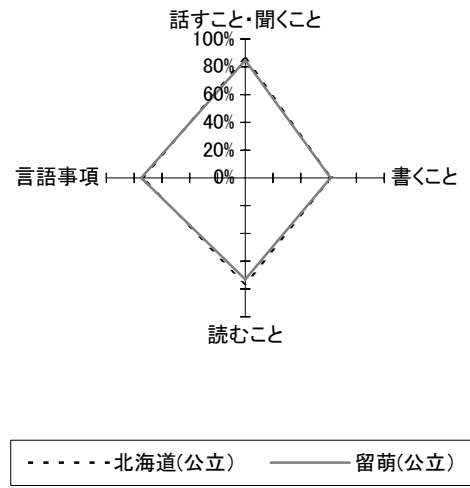 話すこと・聞くこと
100%
80%
60%
40%
20%
0%
言語事項
書くこと
読むこと
北海道(公立)
留萌(公立)